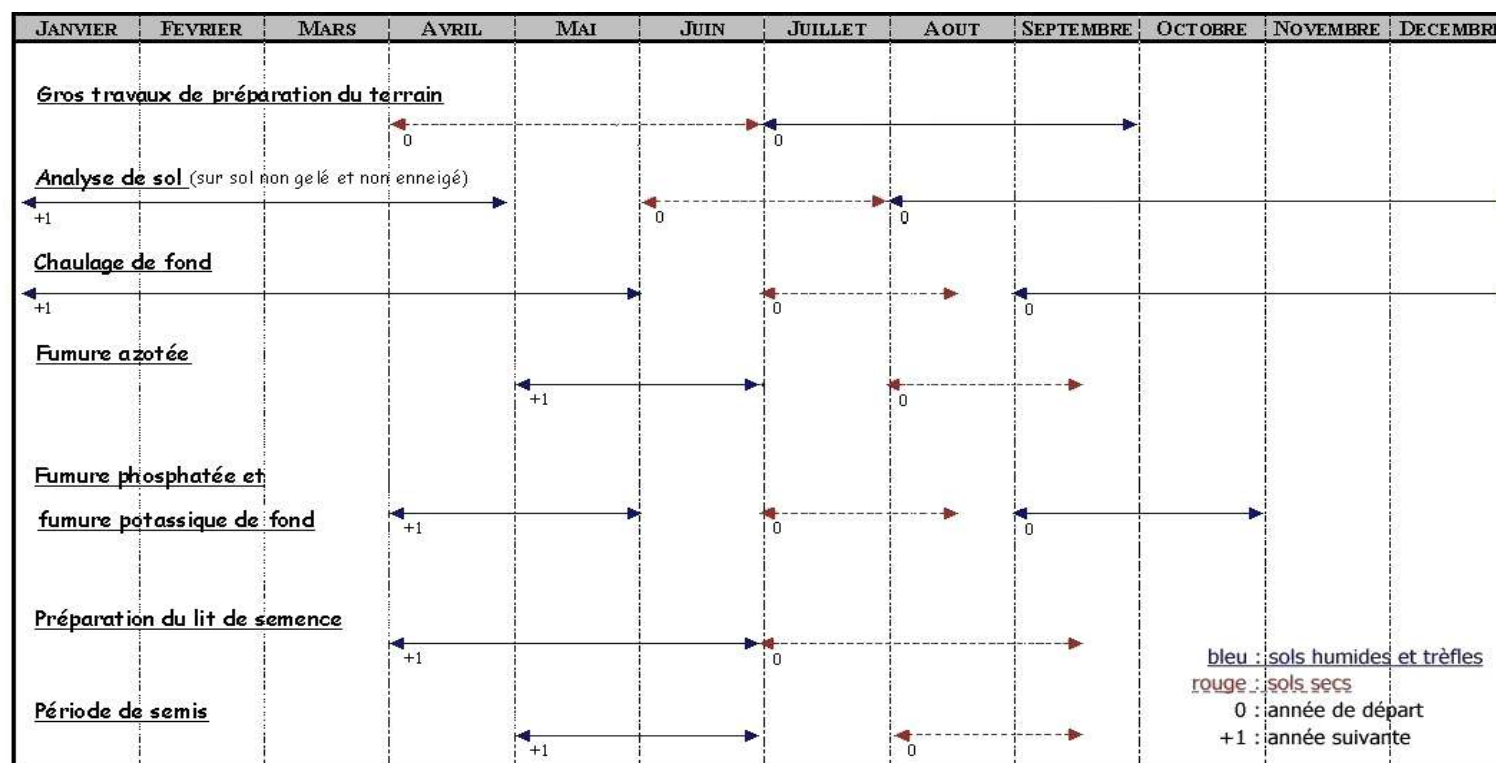 JANVIER FEVRIER MARS AVRIL MAI JUIN JUILLET AOUT SEPTEMBRE OCTOBRE NOVEMBRE DECEMBRE
Gros travaux de préparation du terrain
0 0
Analyse de sol (sur sol non gelé et non enneigé)
+1 0 0
Chaulage de fond
+1 0 0
Fumure azotée
+1 0
Fumure phosphatée et
fumure potassique de fond
+1 0 0
Préparation du lit de semence
+1 0
Période de semis
+1 0
bleu : sols humides et trèfles
rouge : sols secs
0 : année de départ
+1 : année suivante